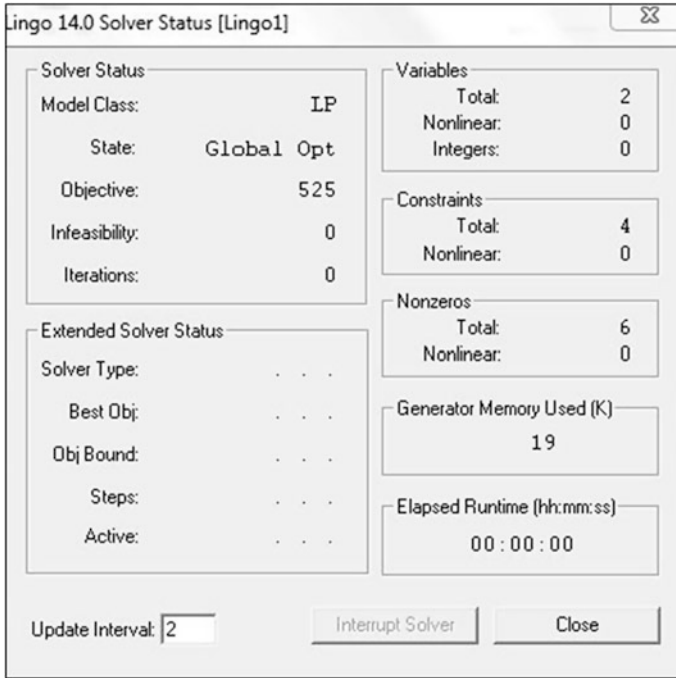 Lingo 14.0 Solver Status [Lingo1]
Solver Status
Model Class: LP
State: Global Opt
Objective: 525
Infeasibility: 0
Iterations: 0
Extended Solver Status
Solver Type: . . .
Best Obj: . . .
Obj Bound: . . .
Steps: . . .
Active: . . .
Variables
Total: 2
Nonlinear: 0
Integers: 0
Constraints
Total: 4
Nonlinear: 0
Nonzeros
Total: 6
Nonlinear: 0
Generator Memory Used (K)
19
Elapsed Runtime (hh:mm:ss)
00:00:00
Update Interval: 2
Interrupt Solver
Close